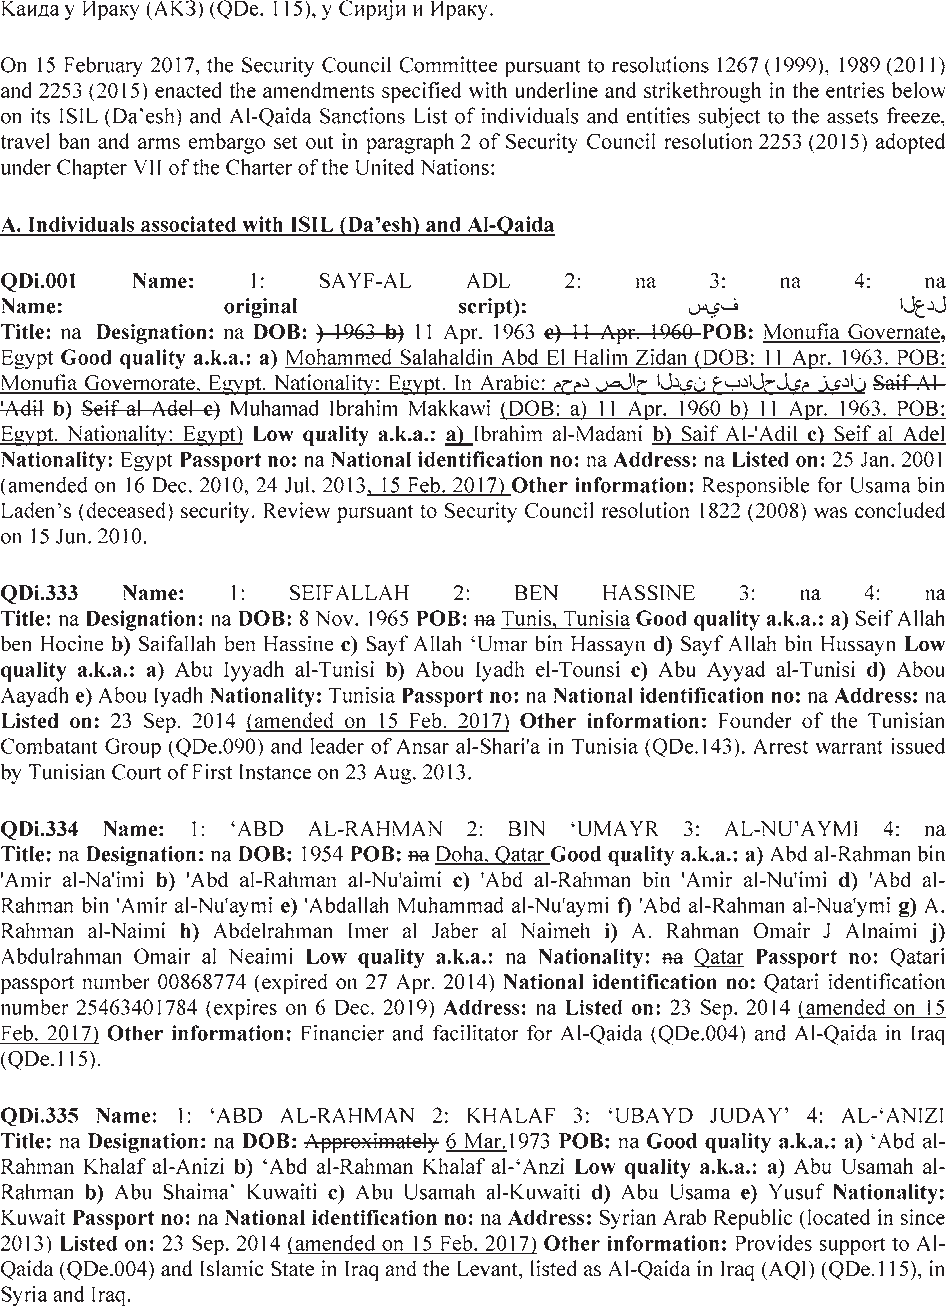 Каида у Ираку (АКЗ) (QDe. 115), у Сирији и Ираку.
On 15 February 2017, the Security Council Committee pursuant to resolutions 1267 (1999), 1989 (2011)
and 2253 (2015) enacted the amendments specified with underline and strikethrough in the entries below
on its ISIL (Da’esh) and Al-Qaida Sanctions List of individuals and entities subject to the assets freeze,
travel ban and arms embargo set out in paragraph 2 of Security Council resolution 2253 (2015) adopted
under Chapter VII of the Charter of the United Nations:
A. Individuals associated with ISIL (Da’esh) and Al-Qaida
QDi.001 Name: 1: SAYF-AL ADL 2: na 3: na 4: na
Name: original script): سيف العدل
Title: na Designation: na DOB: ) 1963 b) 11 Apr. 1963 c) 11 Apr. 1960 POB: Monufia Governate,
Egypt Good quality a.k.a.: a) Mohammed Salahaldin Abd El Halim Zidan (DOB: 11 Apr. 1963. POB:
Monufia Governorate, Egypt. Nationality: Egypt. In Arabic: محمد صلاح الدين عبدالحليم زيدان Saif Al-
'Adil b) Seif al Adel c) Muhamad Ibrahim Makkawi (DOB: a) 11 Apr. 1960 b) 11 Apr. 1963. POB:
Egypt. Nationality: Egypt) Low quality a.k.a.: a) Ibrahim al-Madani b) Saif Al-'Adil c) Seif al Adel
Nationality: Egypt Passport no: na National identification no: na Address: na Listed on: 25 Jan. 2001
(amended on 16 Dec. 2010, 24 Jul. 2013, 15 Feb. 2017) Other information: Responsible for Usama bin
Laden’s (deceased) security. Review pursuant to Security Council resolution 1822 (2008) was concluded
on 15 Jun. 2010.
QDi.333 Name: 1: SEIFALLAH 2: BEN HASSINE 3: na 4: na
Title: na Designation: na DOB: 8 Nov. 1965 POB: na Tunis, Tunisia Good quality a.k.a.: a) Seif Allah
ben Hocine b) Saifallah ben Hassine c) Sayf Allah ‘Umar bin Hassayn d) Sayf Allah bin Hussayn Low
quality a.k.a.: a) Abu Iyyadh al-Tunisi b) Abou Iyadh el-Tounsi c) Abu Ayyad al-Tunisi d) Abou
Aayadh e) Abou Iyadh Nationality: Tunisia Passport no: na National identification no: na Address: na
Listed on: 23 Sep. 2014 (amended on 15 Feb. 2017) Other information: Founder of the Tunisian
Combatant Group (QDe.090) and leader of Ansar al-Shari'a in Tunisia (QDe.143). Arrest warrant issued
by Tunisian Court of First Instance on 23 Aug. 2013.
QDi.334 Name: 1: ‘ABD AL-RAHMAN 2: BIN ‘UMAYR 3: AL-NU’AYMI 4: na
Title: na Designation: na DOB: 1954 POB: na Doha, Qatar Good quality a.k.a.: a) Abd al-Rahman bin
'Amir al-Na'imi b) 'Abd al-Rahman al-Nu'aimi c) 'Abd al-Rahman bin 'Amir al-Nu'imi d) 'Abd al-
Rahman bin 'Amir al-Nu'aymi e) 'Abdallah Muhammad al-Nu'aymi f) 'Abd al-Rahman al-Nua'ymi g) A.
Rahman al-Naimi h) Abdelrahman Imer al Jaber al Naimeh i) A. Rahman Omair J Alnaimi j)
Abdulrahman Omair al Neaimi Low quality a.k.a.: na Nationality: na Qatar Passport no: Qatari
passport number 00868774 (expired on 27 Apr. 2014) National identification no: Qatari identification
number 25463401784 (expires on 6 Dec. 2019) Address: na Listed on: 23 Sep. 2014 (amended on 15
Feb. 2017) Other information: Financier and facilitator for Al-Qaida (QDe.004) and Al-Qaida in Iraq
(QDe.115).
QDi.335 Name: 1: ‘ABD AL-RAHMAN 2: KHALAF 3: ‘UBAYD JUDAY’ 4: AL-‘ANIZI
Title: na Designation: na DOB: Approximately 6 Mar.1973 POB: na Good quality a.k.a.: a) ‘Abd al-
Rahman Khalaf al-Anizi b) ‘Abd al-Rahman Khalaf al-‘Anzi Low quality a.k.a.: a) Abu Usamah al-
Rahman b) Abu Shaima‘ Kuwaiti c) Abu Usamah al-Kuwaiti d) Abu Usama e) Yusuf Nationality:
Kuwait Passport no: na National identification no: na Address: Syrian Arab Republic (located in since
2013) Listed on: 23 Sep. 2014 (amended on 15 Feb. 2017) Other information: Provides support to Al-
Qaida (QDe.004) and Islamic State in Iraq and the Levant, listed as Al-Qaida in Iraq (AQI) (QDe.115), in
Syria and Iraq.